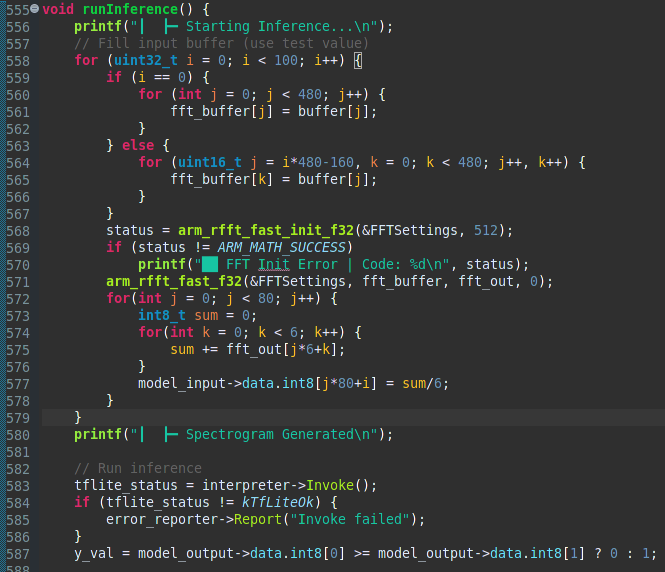 555 void runInference() {
556 printf("┃ ┣━ Starting Inference...\n");
557 // Fill input buffer (use test value)
558 for (uint32_t i = 0; i < 100; i++) {
559 if (i == 0) {
560 for (int j = 0; j < 480; j++) {
561 fft_buffer[j] = buffer[j];
562 }
563 } else {
564 for (uint16_t j = i*480-160, k = 0; k < 480; j++, k++) {
565 fft_buffer[k] = buffer[j];
566 }
567 }
568 status = arm_rfft_fast_init_f32(&FFTSettings, 512);
569 if (status != ARM_MATH_SUCCESS)
570 printf("██ FFT Init Error | Code: %d\n", status);
571 arm_rfft_fast_f32(&FFTSettings, fft_buffer, fft_out, 0);
572 for(int j = 0; j < 80; j++) {
573 int8_t sum = 0;
574 for(int k = 0; k < 6; k++) {
575 sum += fft_out[j*6+k];
576 }
577 model_input->data.int8[j*80+i] = sum/6;
578 }
579 }
580 printf("┃ ┣━ Spectrogram Generated\n");
581
582 // Run inference
583 tflite_status = interpreter->Invoke();
584 if (tflite_status != kTfLiteOk) {
585 error_reporter->Report("Invoke failed");
586 }
587 y_val = model_output->data.int8[0] >= model_output->data.int8[1] ? 0 : 1;
588